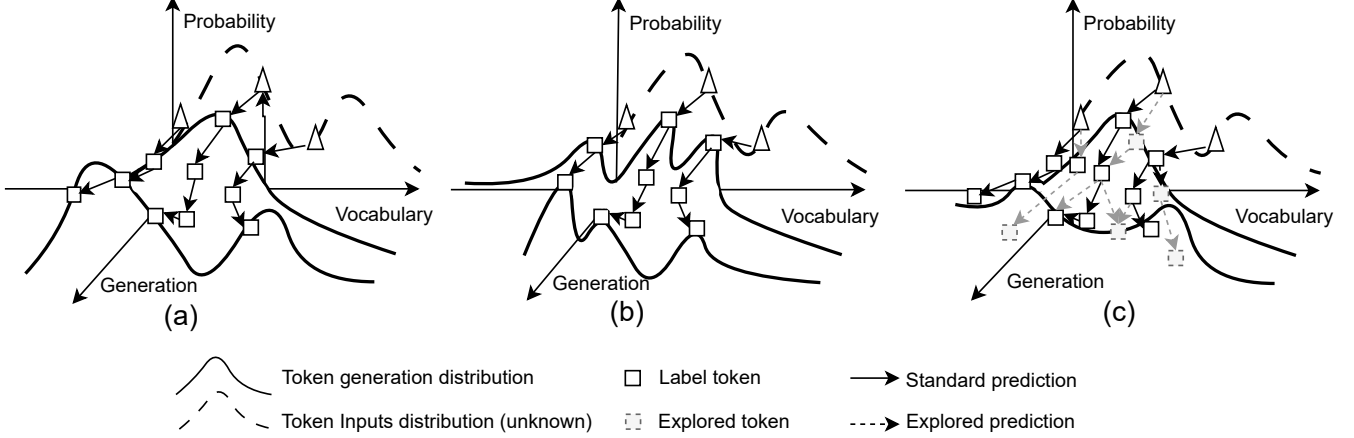 Probability
Vocabulary
Generation
(a)
Probability
Vocabulary
Generation
(b)
Probability
Vocabulary
Generation
(c)
Token generation distribution
Label token
Standard prediction
Token Inputs distribution (unknown)
Explored token
Explored prediction